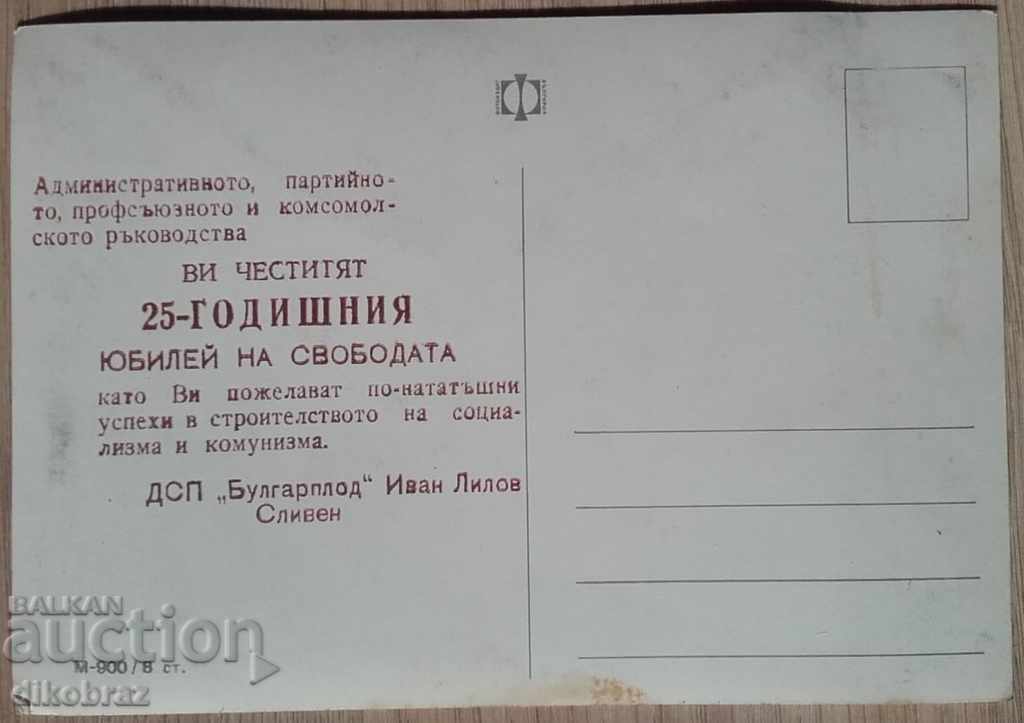 Административното, партийно-
то, профсъюзното и комсомол-
ското ръководства
ВИ ЧЕСТИТЯТ
25-ГОДИШНИЯ
ЮБИЛЕЙ НА СВОБОДАТА
като Ви пожелават по-нататъшни
успехи в строителството на социа-
лизма и комунизма.
ДСП „Булгарплод" Иван Лилов
Сливен
М-900/8 ст.
BALKAN
auction
dikobraz